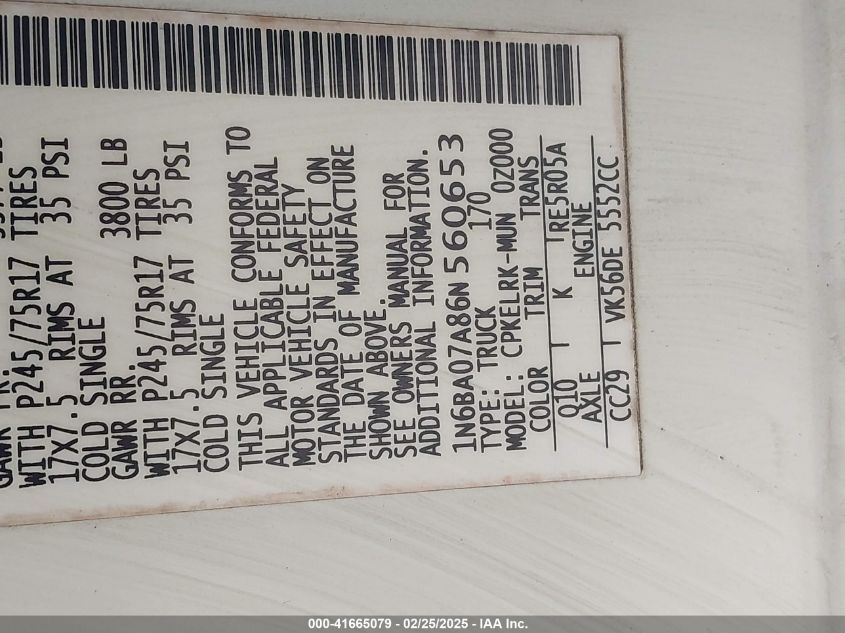 GAWR FR.
WITH P245/75R17 TIRES
17X7.5 RIMS AT 35 PSI
COLD SINGLE
GAWR RR. 3800 LB
WITH P245/75R17 TIRES
17X7.5 RIMS AT 35 PSI
COLD SINGLE
THIS VEHICLE CONFORMS TO
ALL APPLICABLE FEDERAL
MOTOR VEHICLE SAFETY
STANDARDS IN EFFECT ON
THE DATE OF MANUFACTURE
SHOWN ABOVE.
SEE OWNERS MANUAL FOR
ADDITIONAL INFORMATION.
1N6BA07A86N560653
TYPE: TRUCK 170
MODEL: CPKELRK-MUN 0Z000
COLOR TRIM TRANS
Q10 K RE5R05A
AXLE ENGINE
CC29 VK56DE 5552CC
000-41665079 - 02/25/2025 - IAA Inc.